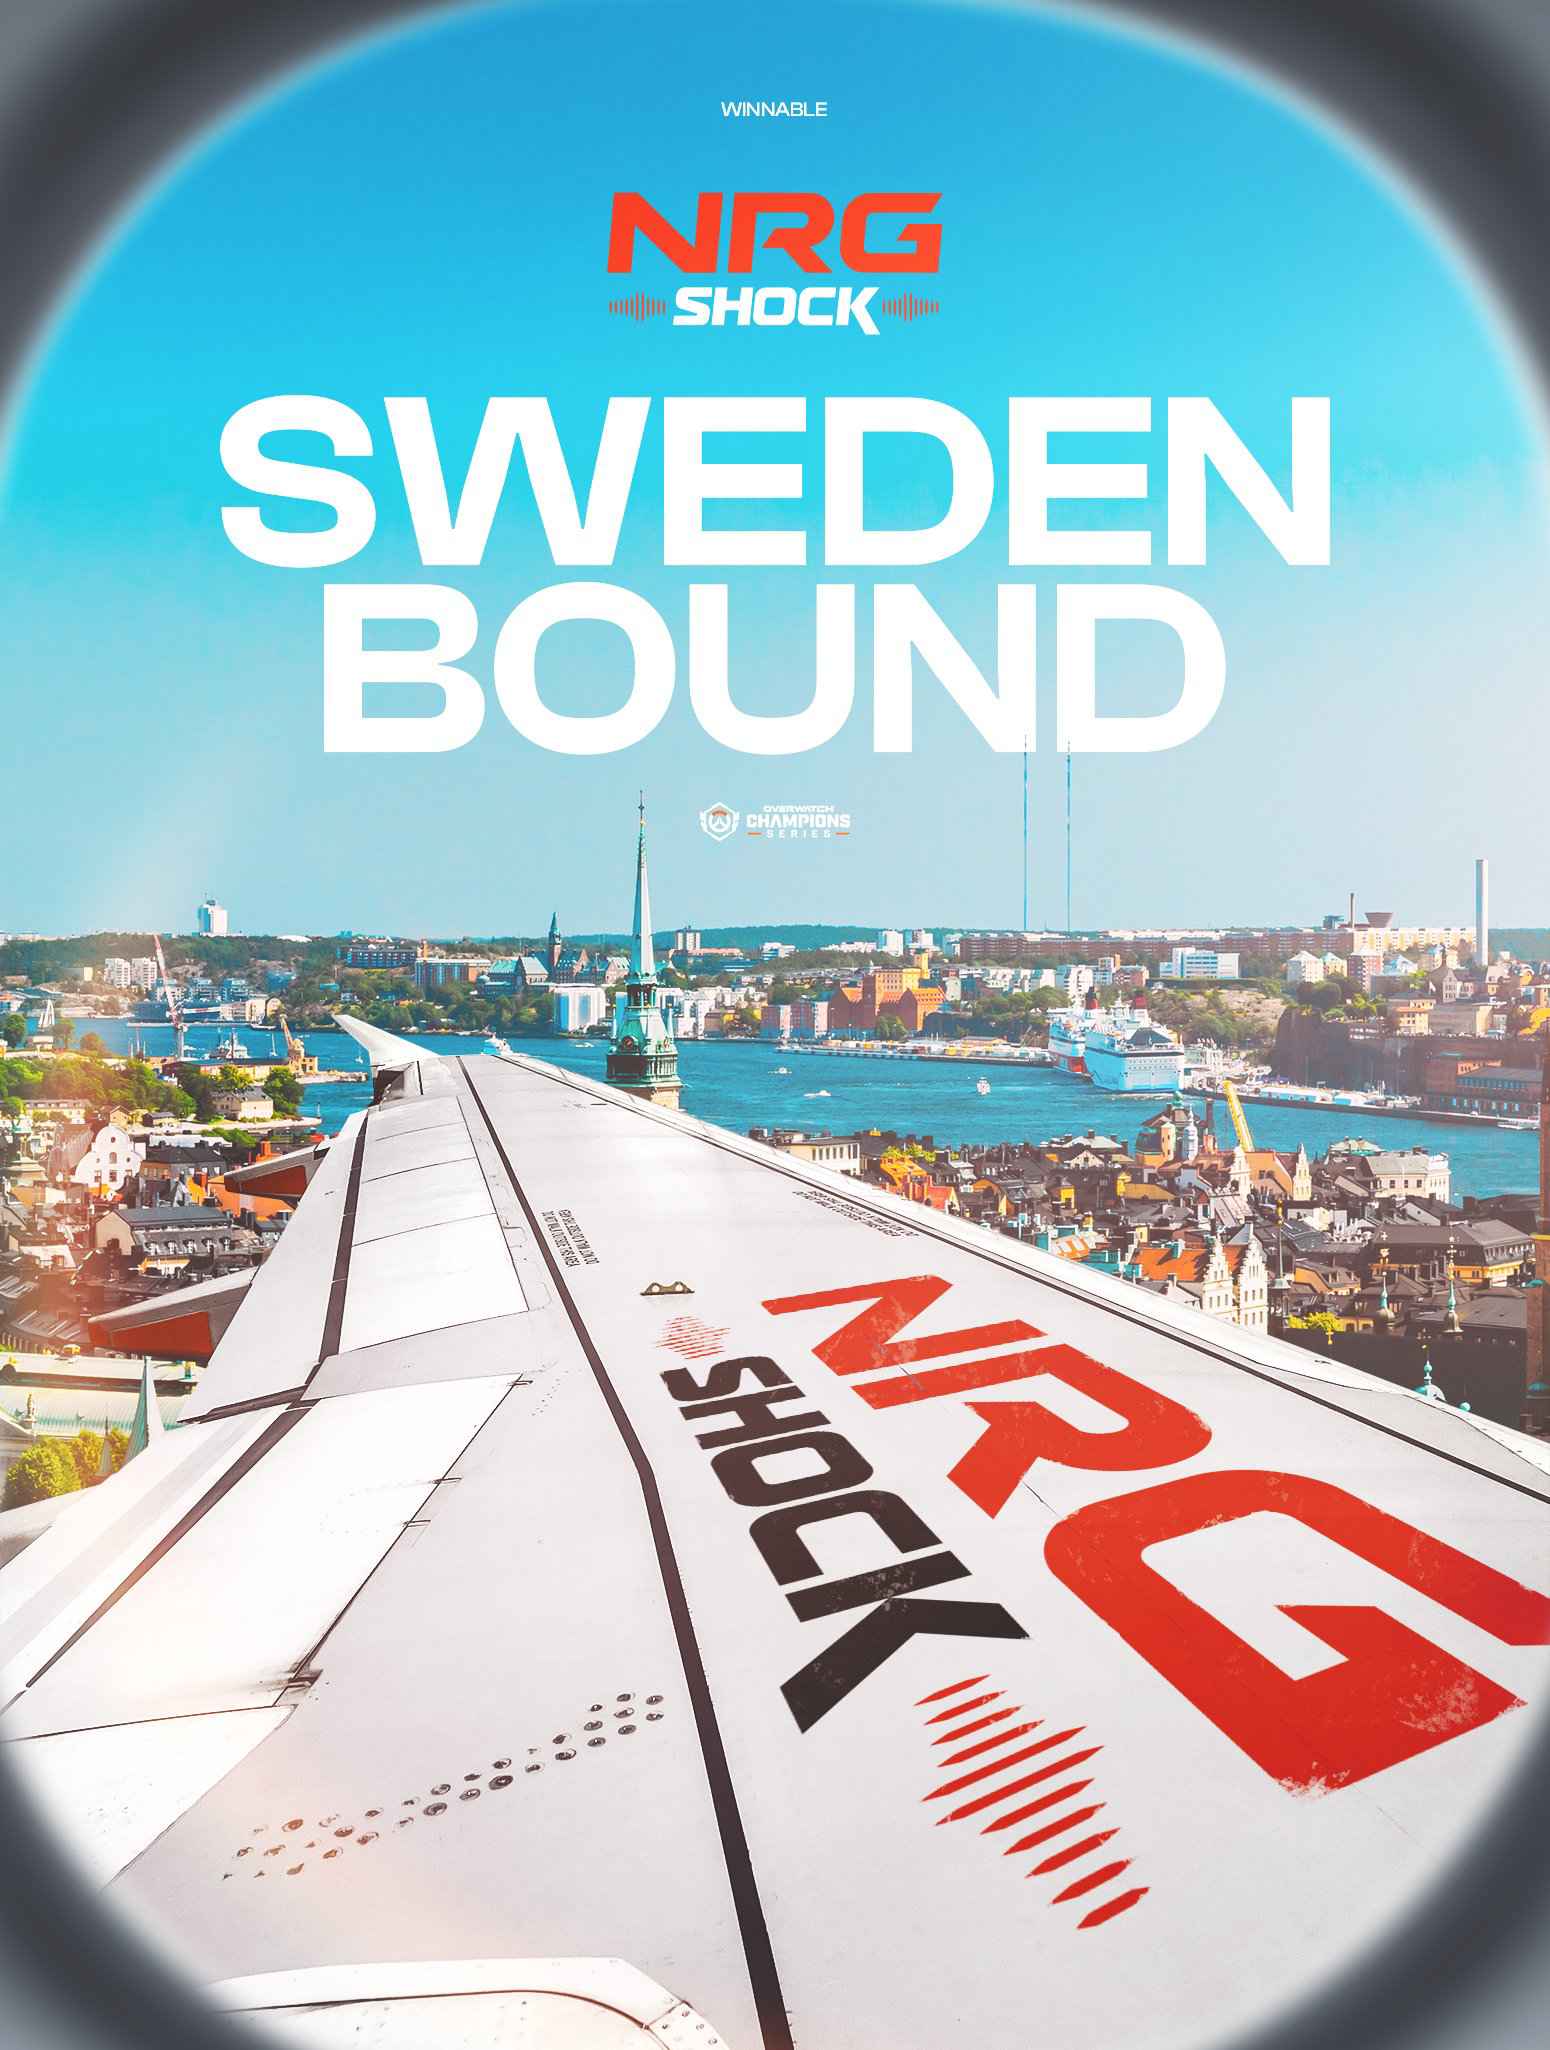 WINNABLE
NRG
SHOCK
SWEDEN
BOUND
OVERWATCH
CHAMPIONS
SERIES
NRG
SHOCK